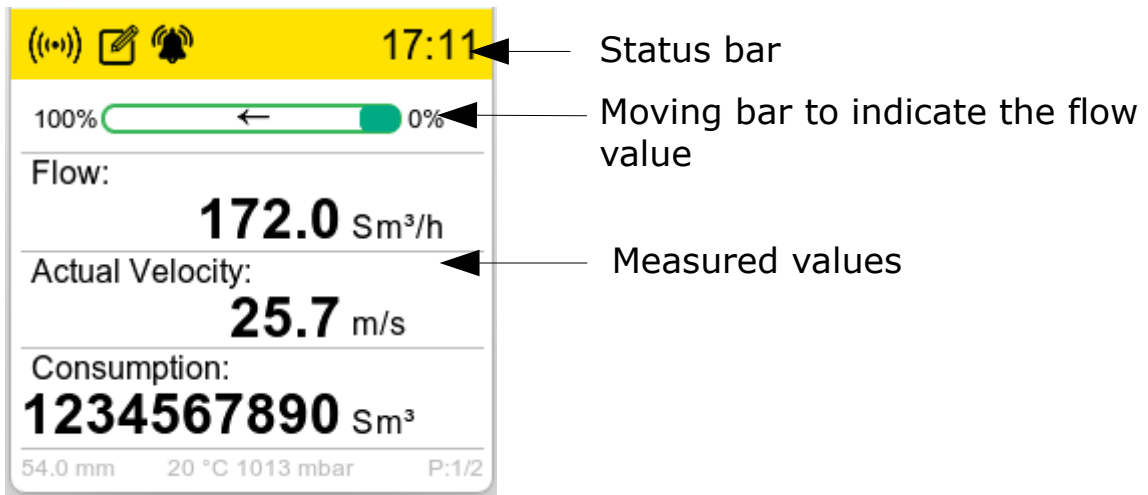 17:11
Status bar
100% ← 0%
Moving bar to indicate the flow
value
Flow:
172.0 Sm³/h
Actual Velocity:
Measured values
25.7 m/s
Consumption:
1234567890 Sm³
54.0 mm 20 °C 1013 mbar P:1/2